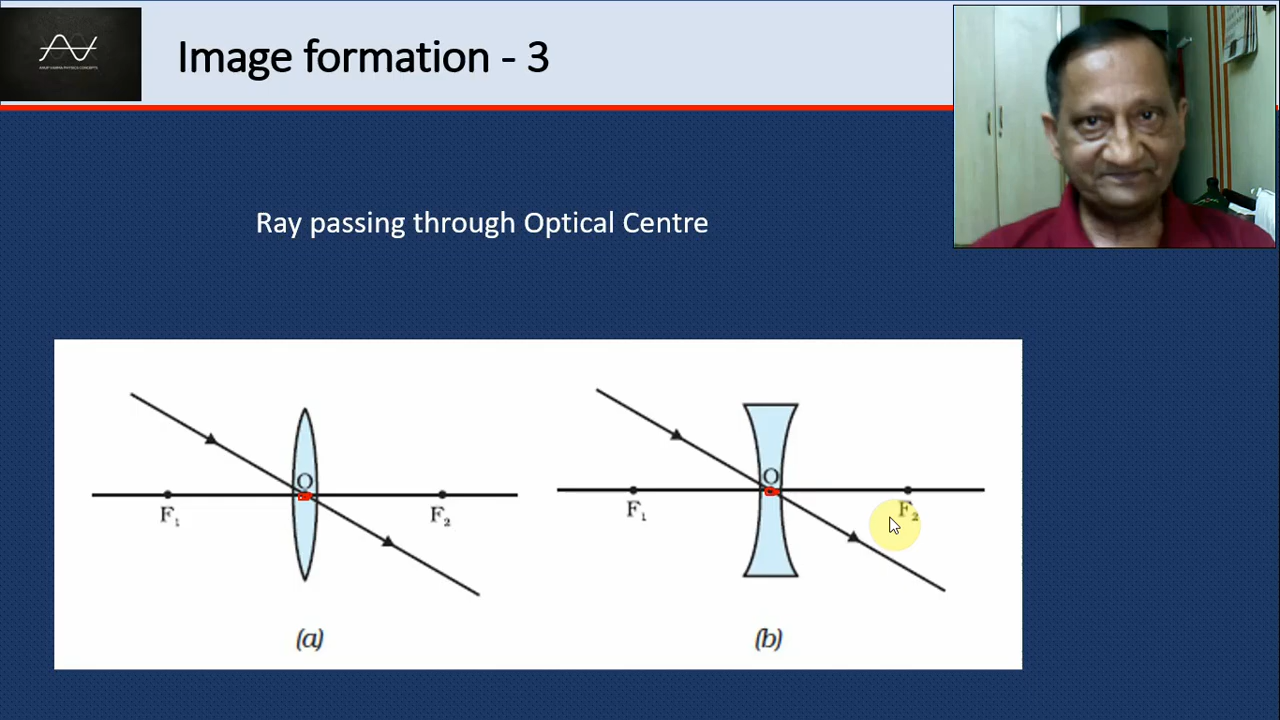 Image formation - 3
Ray passing through Optical Centre
O
F₁
F₂
(a)
O
F₁
F₂
(b)